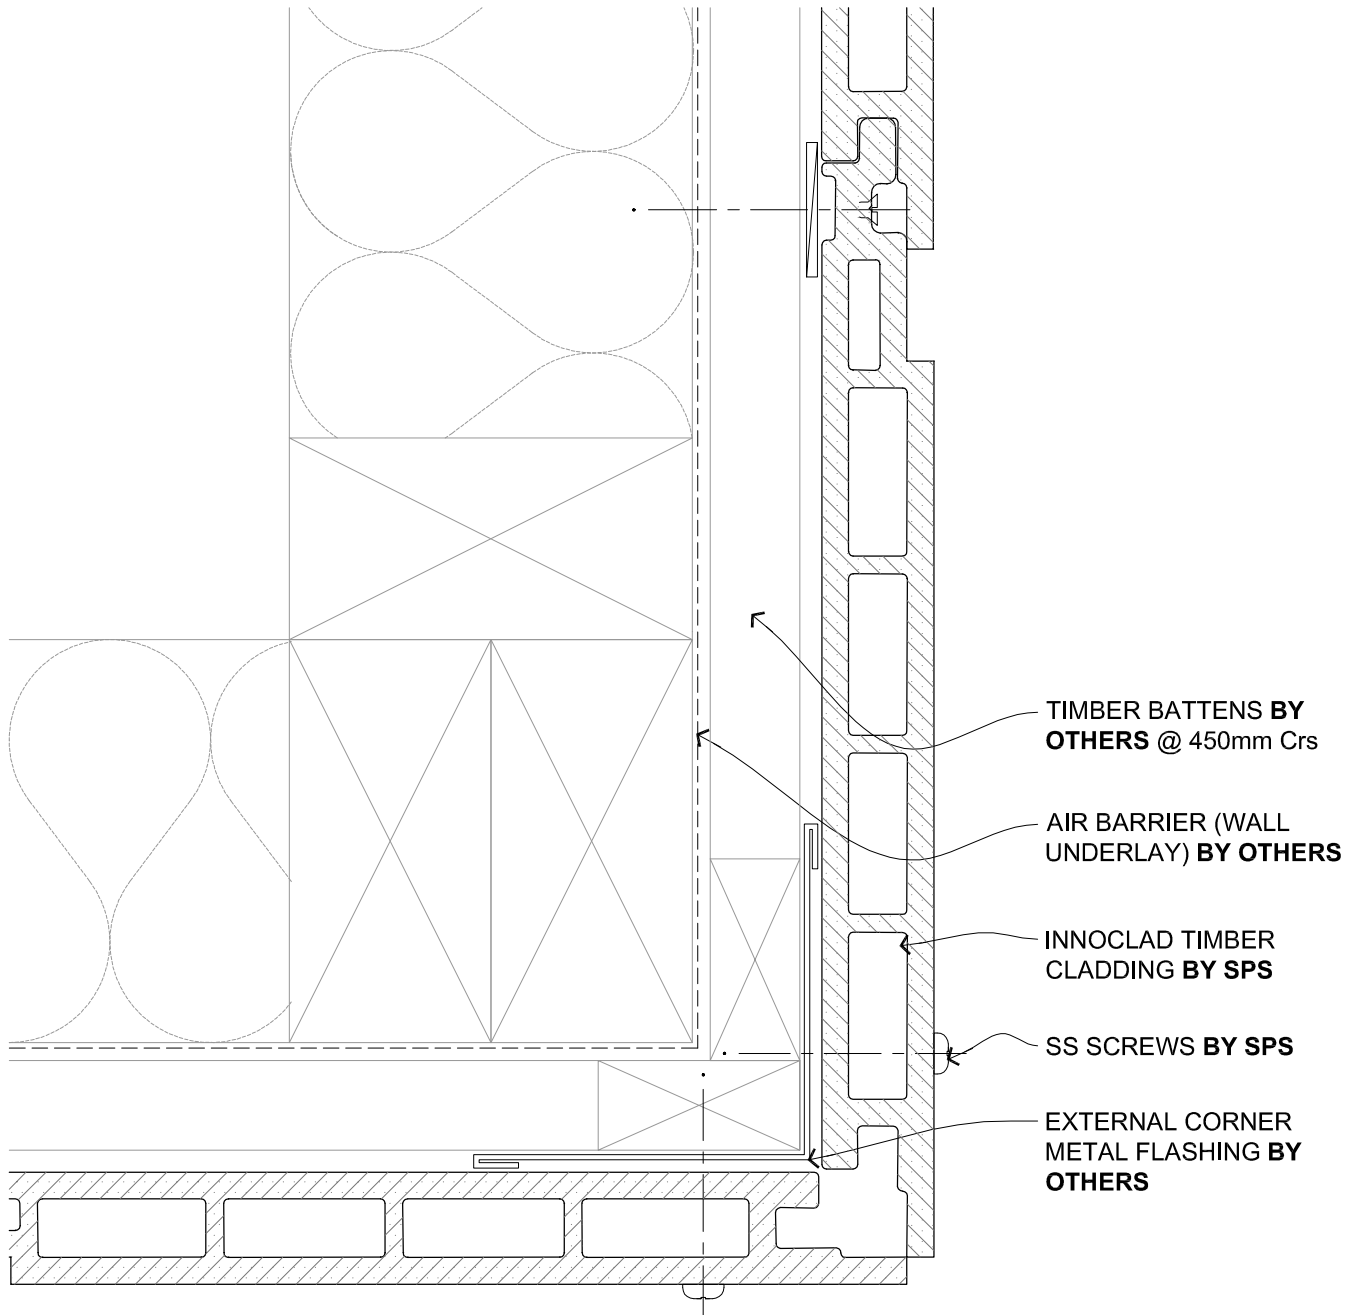 TIMBER BATTENS BY
OTHERS @ 450mm Crs
AIR BARRIER (WALL
UNDERLAY) BY OTHERS
INNOCLAD TIMBER
CLADDING BY SPS
SS SCREWS BY SPS
EXTERNAL CORNER
METAL FLASHING BY
OTHERS